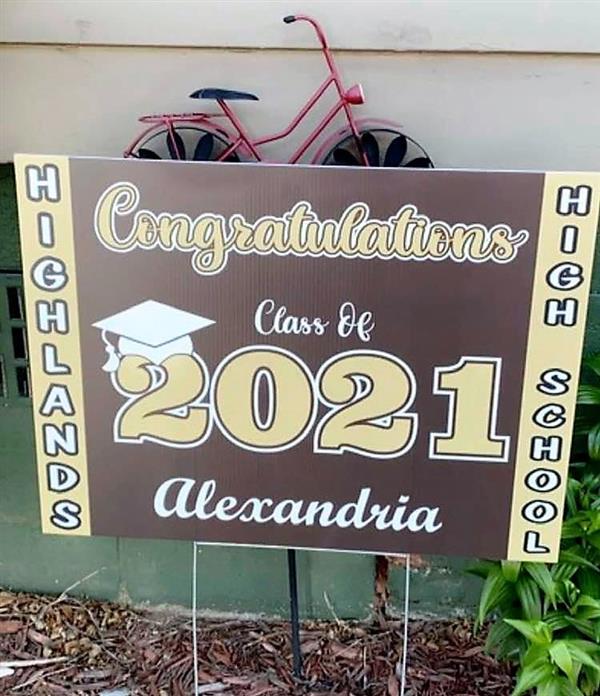 HIGHLANDS
Congratulations
Class Of
2021
Alexandria
HIGH SCHOOL